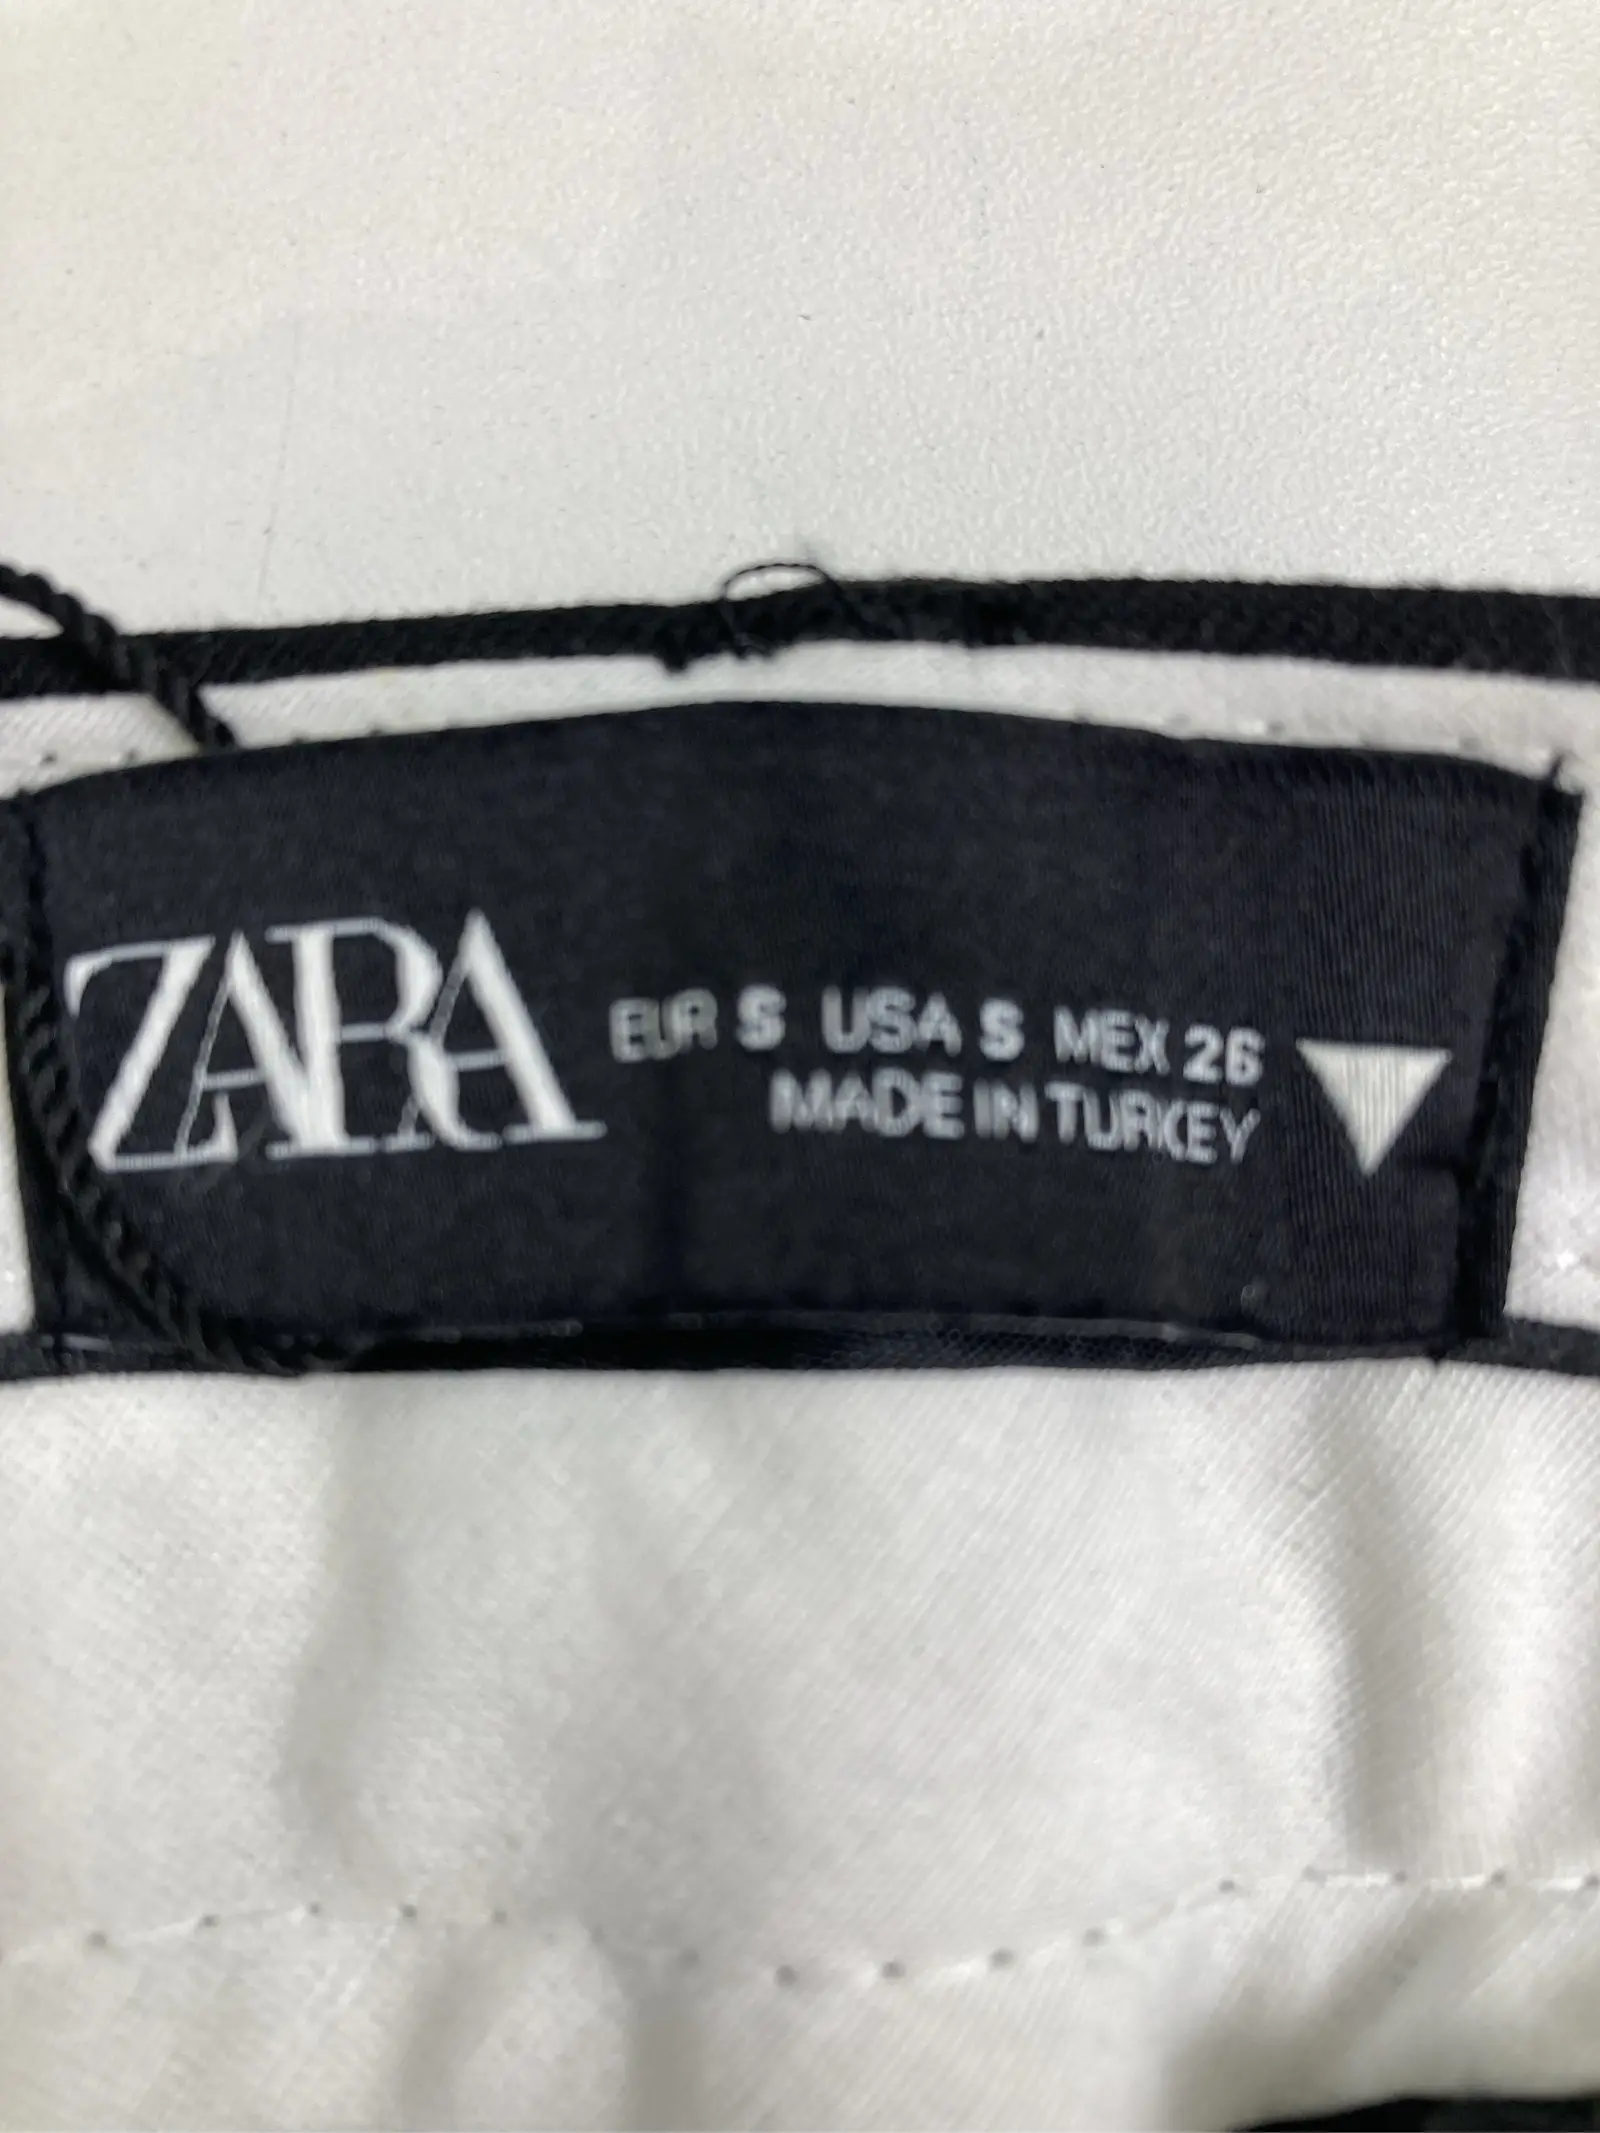 ZARA
EUR S USA S MEX 26
MADE IN TURKEY